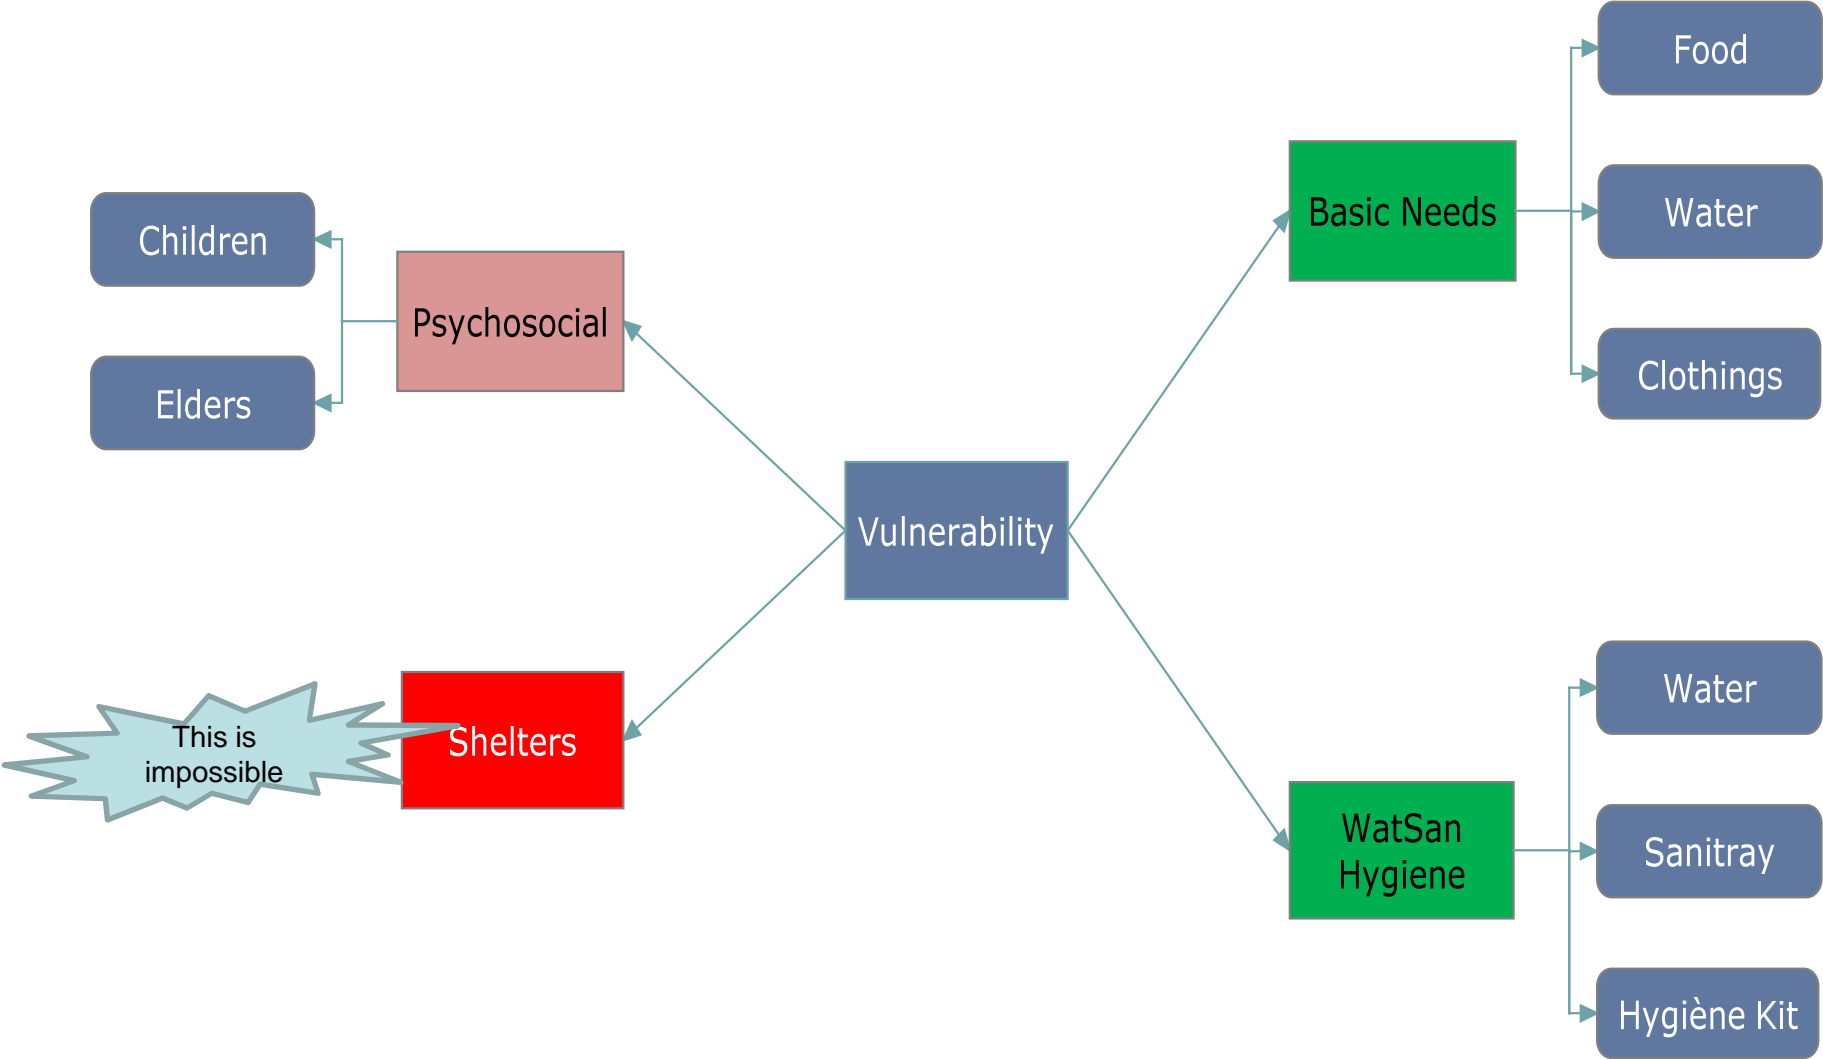 Food
Basic Needs
Water
Clothings
Children
Psychosocial
Elders
Vulnerability
This is
impossible
Shelters
WatSan
Hygiene
Water
Sanitray
Hygiène Kit